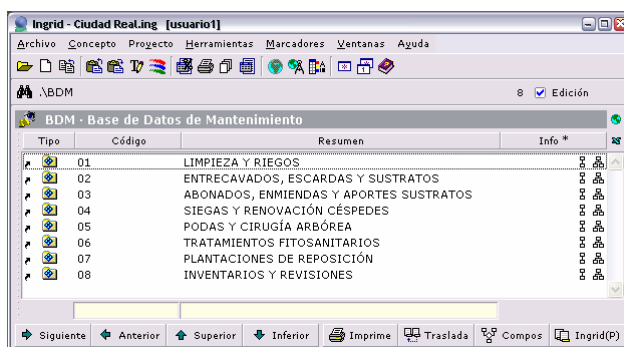 Ingrid - Ciudad Real.ing [usuario1]
Archivo Concepto Proyecto Herramientas Marcadores Ventanas Ayuda
.\BDM 8 Edición
BDM · Base de Datos de Mantenimiento
Tipo Código Resumen Info *
01 LIMPIEZA Y RIEGOS
02 ENTRECAVADOS, ESCARDAS Y SUSTRATOS
03 ABONADOS, ENMIENDAS Y APORTES SUSTRATOS
04 SIEGAS Y RENOVACIÓN CÉSPEDES
05 PODAS Y CIRUGÍA ARBÓREA
06 TRATAMIENTOS FITOSANITARIOS
07 PLANTACIONES DE REPOSICIÓN
08 INVENTARIOS Y REVISIONES
Siguiente Anterior Superior Inferior Imprime Traslada Compos Ingrid(P)